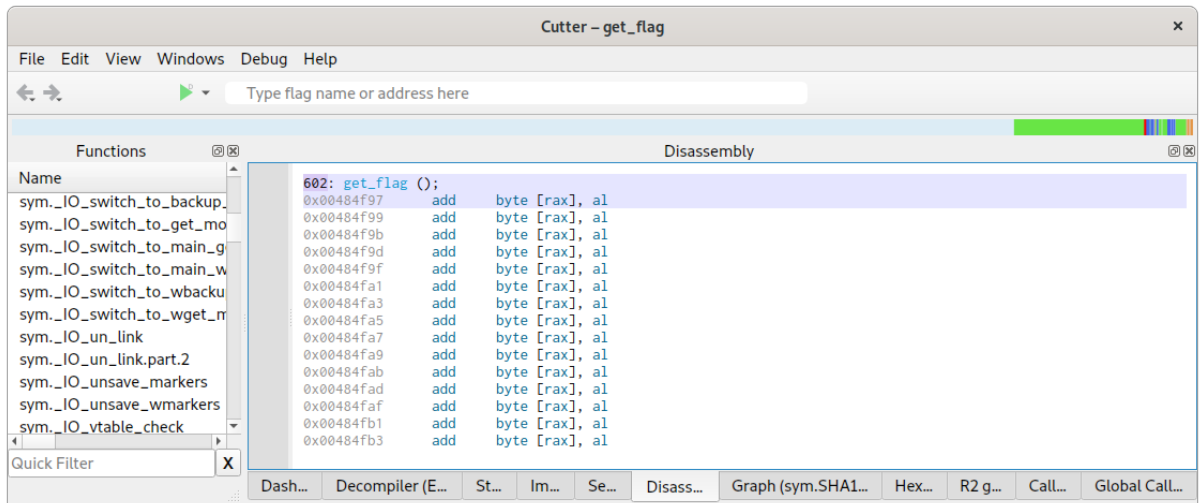 Cutter – get_flag
File Edit View Windows Debug Help
Type flag name or address here
Functions
Disassembly
Name
sym._IO_switch_to_backup_
sym._IO_switch_to_get_mo
sym._IO_switch_to_main_g
sym._IO_switch_to_main_w
sym._IO_switch_to_wbacku
sym._IO_switch_to_wget_m
sym._IO_un_link
sym._IO_un_link.part.2
sym._IO_unsave_markers
sym._IO_unsave_wmarkers
sym._IO_vtable_check
Quick Filter
X
602: get_flag ();
0x00484f97 add byte [rax], al
0x00484f99 add byte [rax], al
0x00484f9b add byte [rax], al
0x00484f9d add byte [rax], al
0x00484f9f add byte [rax], al
0x00484fa1 add byte [rax], al
0x00484fa3 add byte [rax], al
0x00484fa5 add byte [rax], al
0x00484fa7 add byte [rax], al
0x00484fa9 add byte [rax], al
0x00484fab add byte [rax], al
0x00484fad add byte [rax], al
0x00484faf add byte [rax], al
0x00484fb1 add byte [rax], al
0x00484fb3 add byte [rax], al
Dash... Decompiler (E... St... Im... Se... Disass... Graph (sym.SHA1... Hex... R2 g... Call... Global Call...